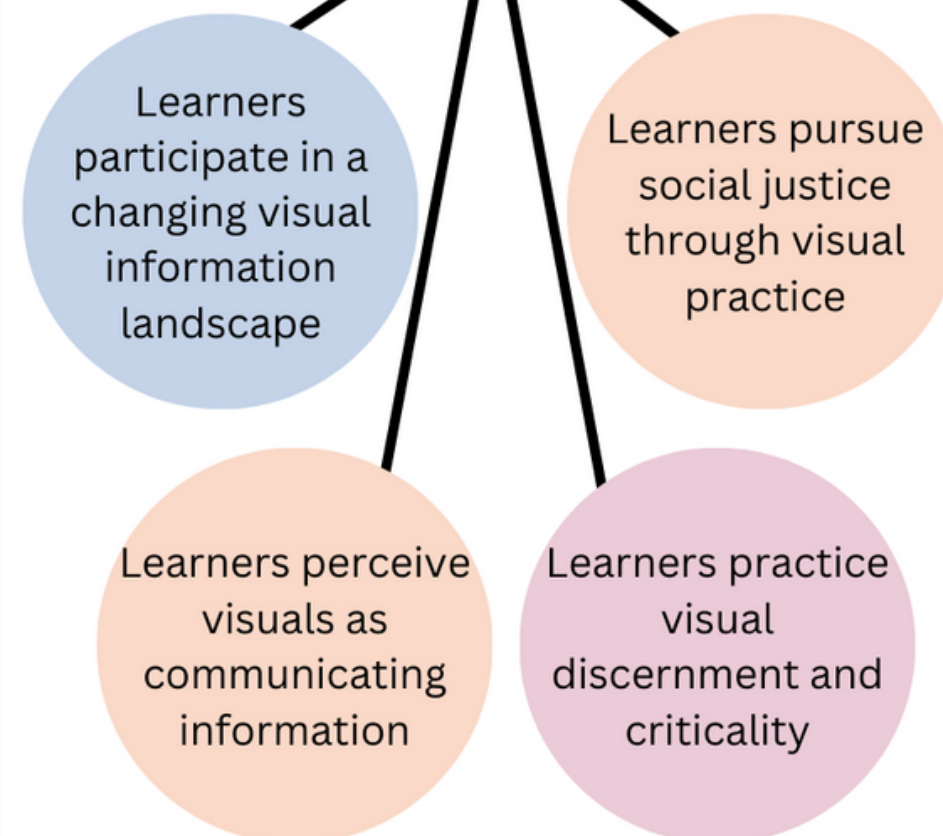 Learners
participate in a
changing visual
information
landscape
Learners pursue
social justice
through visual
practice
Learners perceive
visuals as
communicating
information
Learners practice
visual
discernment and
criticality